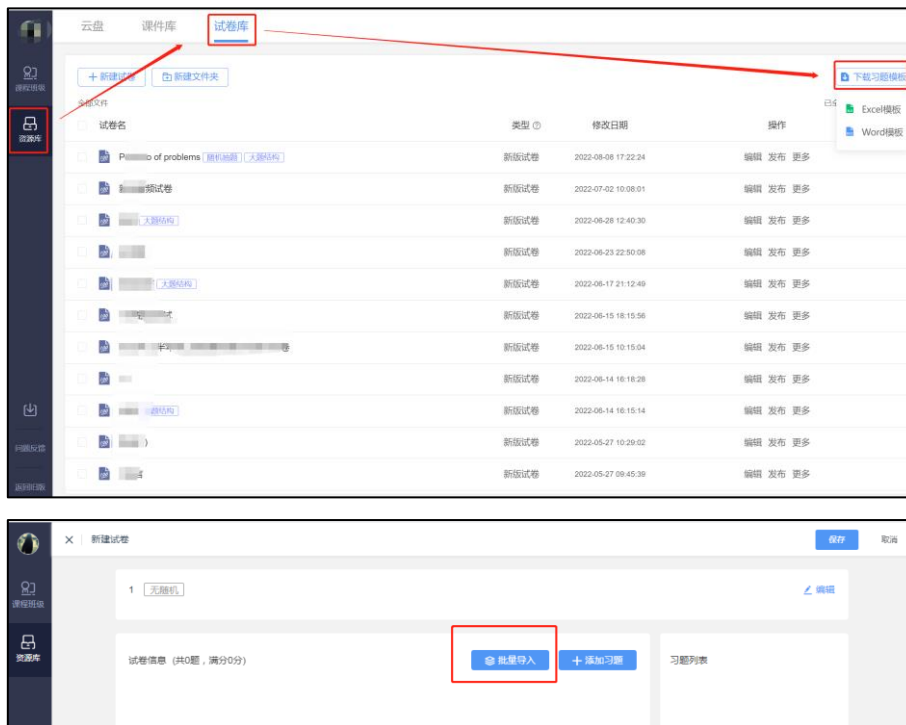 云盘 课件库 试卷库
课程班级
+ 新建试卷 新建文件夹 下载习题模板
全部文件
Excel模板
资源库
试卷名 类型 修改日期 操作
Word模板
of problems 随机抽题 大题结构 新版试卷 2022-08-08 17:22:24 编辑 发布 更多
频试卷 新版试卷 2022-07-02 10:08:01 编辑 发布 更多
大题结构 新版试卷 2022-06-28 12:40:30 编辑 发布 更多
新版试卷 2022-06-23 22:50:08 编辑 发布 更多
大题结构 新版试卷 2022-06-17 21:12:49 编辑 发布 更多
新版试卷 2022-06-15 18:15:56 编辑 发布 更多
卷 新版试卷 2022-06-15 10:15:04 编辑 发布 更多
新版试卷 2022-06-14 16:18:28 编辑 发布 更多
新版试卷 2022-06-14 16:15:14 编辑 发布 更多
问题反馈
新版试卷 2022-05-27 10:29:02 编辑 发布 更多
新版试卷 2022-05-27 09:45:39 编辑 发布 更多
返回旧版
× 新建试卷 保存 取消
课程班级
1 无随机 编辑
资源库
试卷信息 (共0题，满分0分) 批量导入 + 添加习题 习题列表